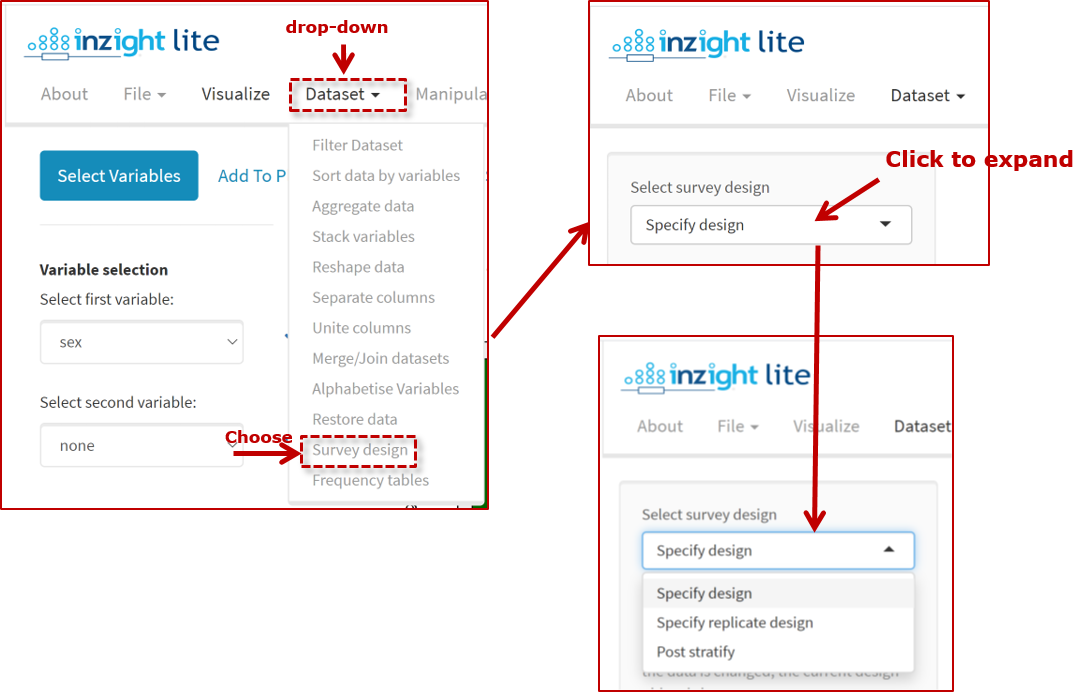 drop-down
inzight lite
About File Visualize Dataset Manipula
Select Variables
Add To P
Variable selection
Select first variable:
sex
Select second variable:
none
Filter Dataset
Sort data by variables
Aggregate data
Stack variables
Reshape data
Separate columns
Unite columns
Merge/Join datasets
Alphabetise Variables
Restore data
Choose
Survey design
Frequency tables
inzight lite
About File Visualize Dataset
Click to expand
Select survey design
Specify design
inzight lite
About File Visualize Dataset
Select survey design
Specify design
Specify design
Specify replicate design
Post stratify
the data is changed, the current design